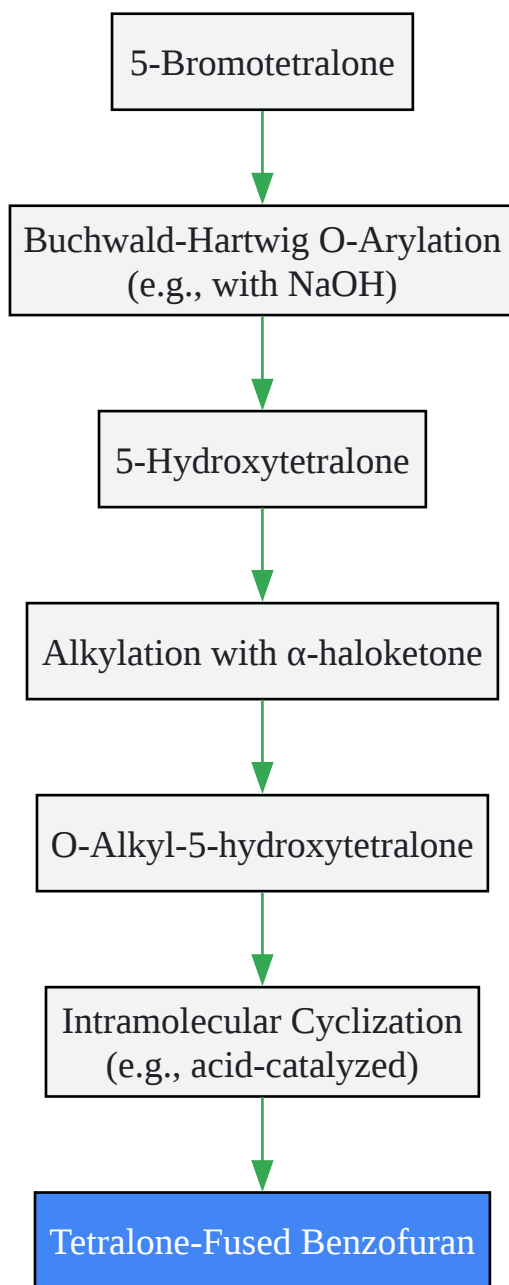 5-Bromotetralone
Buchwald-Hartwig O-Arylation
(e.g., with NaOH)
5-Hydroxytetralone
Alkylation with α-haloketone
O-Alkyl-5-hydroxytetralone
Intramolecular Cyclization
(e.g., acid-catalyzed)
Tetralone-Fused Benzofuran